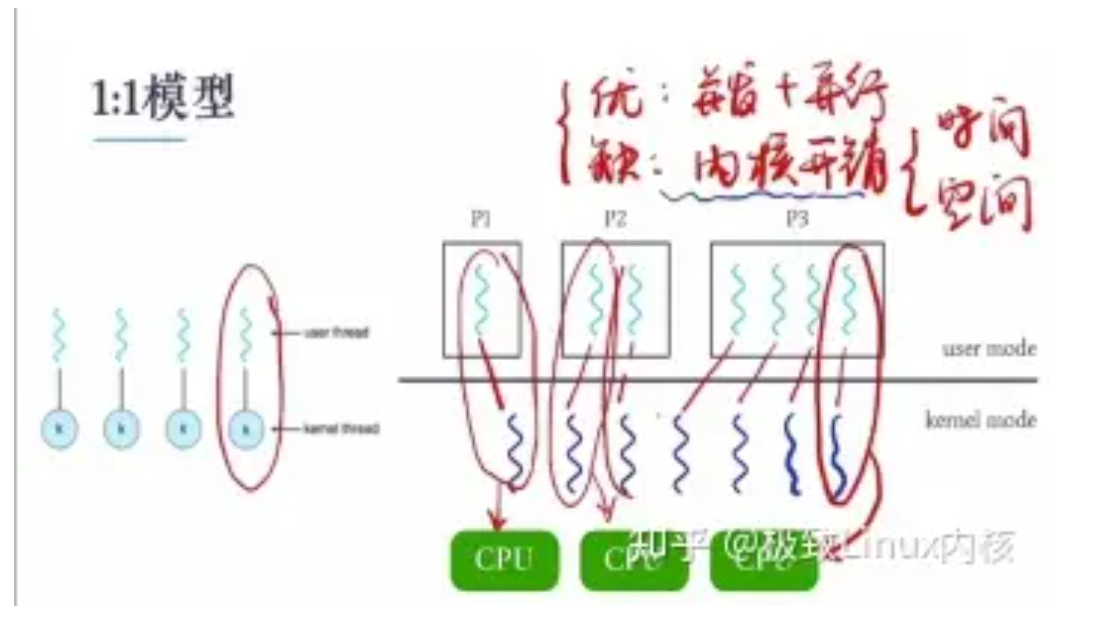 1:1模型
优：并发+并行
缺：内核开销
时间
空间
P1
P2
P3
user thread
kernel thread
k
k
k
k
user mode
kernel mode
CPU
CPU
CPU
知乎 @极致Linux内核